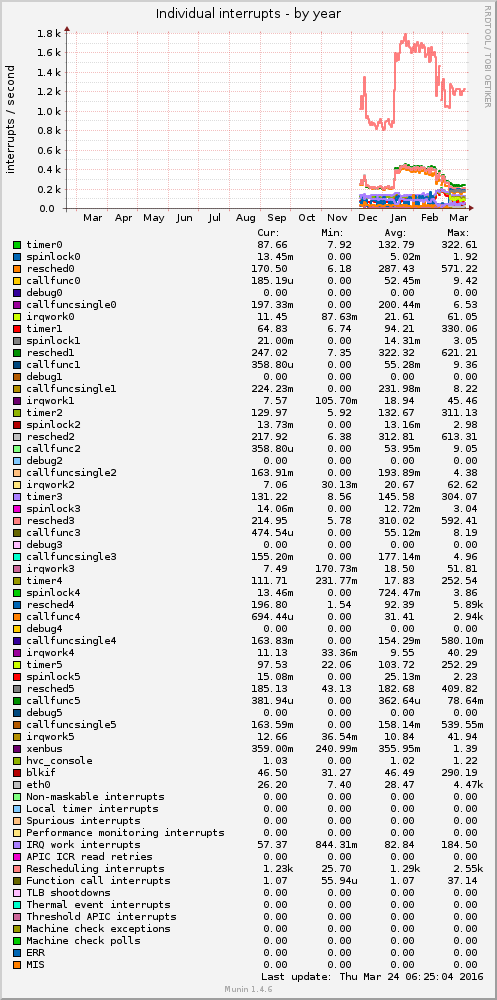 Individual interrupts - by year
RRDTOOL / TOBI OETIKER
interrupts / second
1.8 k
1.6 k
1.4 k
1.2 k
1.0 k
0.8 k
0.6 k
0.4 k
0.2 k
0.0
Mar Apr May Jun Jul Aug Sep Oct Nov Dec Jan Feb Mar
Cur: Min: Avg: Max:
timer0 87.66 7.92 132.79 322.61
spinlock0 13.45m 0.00 5.02m 1.92
resched0 170.50 6.18 287.43 571.22
callfunc0 185.19u 0.00 52.45m 9.42
debug0 0.00 0.00 0.00 0.00
callfuncsingle0 197.33m 0.00 200.44m 6.53
irqwork0 11.45 87.63m 21.61 61.05
timer1 64.83 6.74 94.21 330.06
spinlock1 21.00m 0.00 14.31m 3.05
resched1 247.02 7.35 322.32 621.21
callfunc1 358.80u 0.00 55.28m 9.36
debug1 0.00 0.00 0.00 0.00
callfuncsingle1 224.23m 0.00 231.98m 8.22
irqwork1 7.57 105.70m 18.94 45.46
timer2 129.97 5.92 132.67 311.13
spinlock2 13.73m 0.00 13.16m 2.98
resched2 217.92 6.38 312.81 613.31
callfunc2 358.80u 0.00 53.95m 9.05
debug2 0.00 0.00 0.00 0.00
callfuncsingle2 163.91m 0.00 193.89m 4.38
irqwork2 7.06 30.13m 20.67 62.62
timer3 131.22 8.56 145.58 304.07
spinlock3 14.06m 0.00 12.72m 3.04
resched3 214.95 5.78 310.02 592.41
callfunc3 474.54u 0.00 55.12m 8.19
debug3 0.00 0.00 0.00 0.00
callfuncsingle3 155.20m 0.00 177.14m 4.96
irqwork3 7.49 170.73m 18.50 51.81
timer4 111.71 231.77m 17.83 252.54
spinlock4 13.46m 0.00 724.47m 3.86
resched4 196.80 1.54 92.39 5.89k
callfunc4 694.44u 0.00 31.41 2.94k
debug4 0.00 0.00 0.00 0.00
callfuncsingle4 163.83m 0.00 154.29m 580.10m
irqwork4 11.13 33.36m 9.55 40.29
timer5 97.53 22.06 103.72 252.29
spinlock5 15.08m 0.00 25.13m 2.23
resched5 185.13 43.13 182.68 409.82
callfunc5 381.94u 0.00 362.64u 78.64m
debug5 0.00 0.00 0.00 0.00
callfuncsingle5 163.59m 0.00 158.14m 539.55m
irqwork5 12.66 36.54m 10.84 41.94
xenbus 359.00m 240.99m 355.95m 1.39
hvc_console 1.03 0.00 1.02 1.22
blkif 46.50 31.27 46.49 290.19
eth0 26.20 7.40 28.47 4.47k
Non-maskable interrupts 0.00 0.00 0.00 0.00
Local timer interrupts 0.00 0.00 0.00 0.00
Spurious interrupts 0.00 0.00 0.00 0.00
Performance monitoring interrupts 0.00 0.00 0.00 0.00
IRQ work interrupts 57.37 844.31m 82.84 184.50
APIC ICR read retries 0.00 0.00 0.00 0.00
Rescheduling interrupts 1.23k 25.70 1.29k 2.55k
Function call interrupts 1.07 55.94u 1.07 37.14
TLB shootdowns 0.00 0.00 0.00 0.00
Thermal event interrupts 0.00 0.00 0.00 0.00
Threshold APIC interrupts 0.00 0.00 0.00 0.00
Machine check exceptions 0.00 0.00 0.00 0.00
Machine check polls 0.00 0.00 0.00 0.00
ERR 0.00 0.00 0.00 0.00
MIS 0.00 0.00 0.00 0.00
Last update: Thu Mar 24 06:25:04 2016
Munin 1.4.6